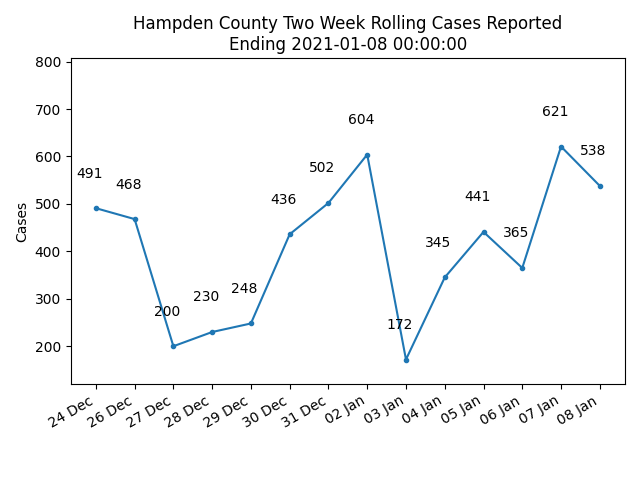 Hampden County Two Week Rolling Cases Reported
Ending 2021-01-08 00:00:00
Cases
800
700
600
500
400
300
200
491
468
200
230
248
436
502
604
172
345
441
365
621
538
24 Dec
26 Dec
27 Dec
28 Dec
29 Dec
30 Dec
31 Dec
02 Jan
03 Jan
04 Jan
05 Jan
06 Jan
07 Jan
08 Jan